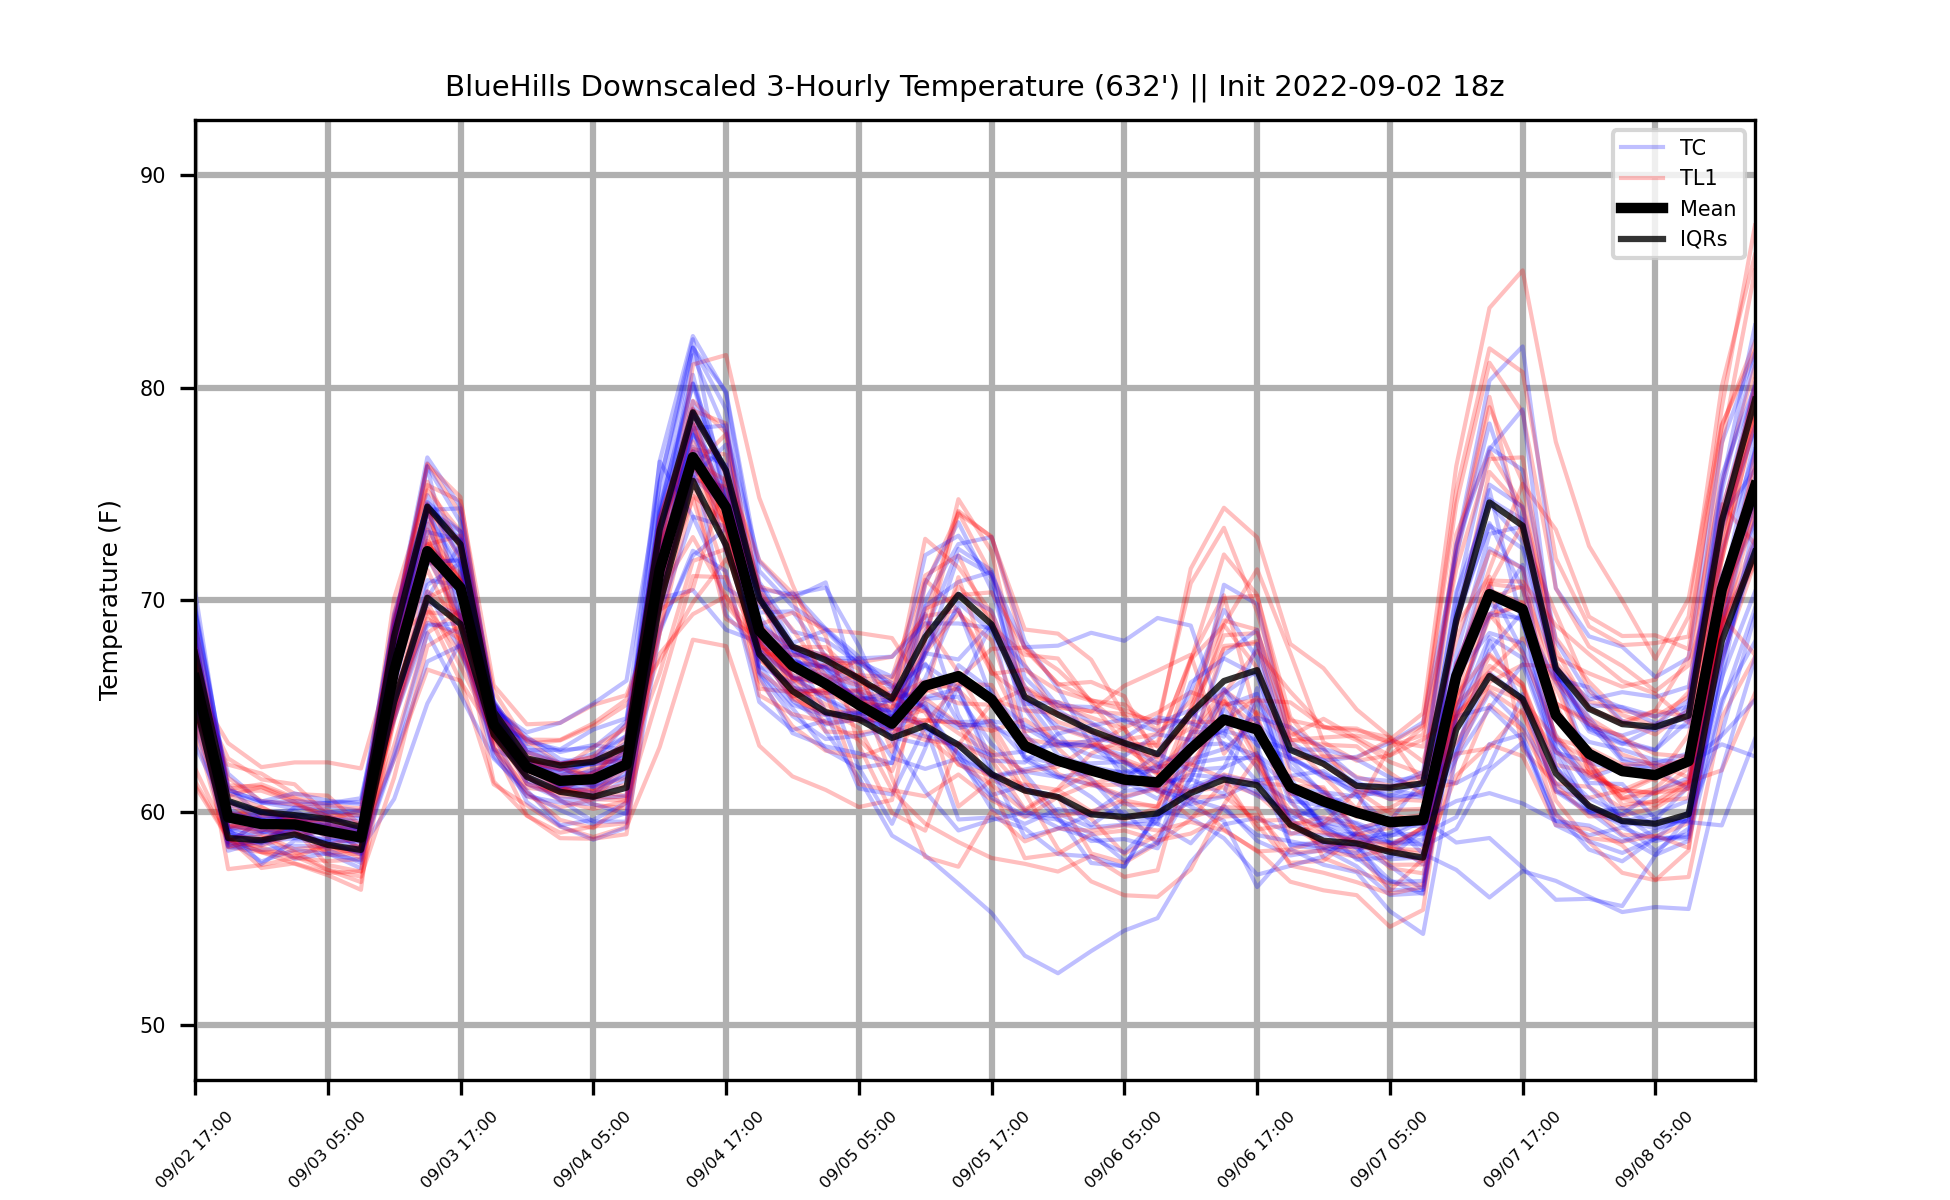 BlueHills Downscaled 3-Hourly Temperature (632') || Init 2022-09-02 18z
TC
TL1
Mean
IQRs
Temperature (F)
90
80
70
60
50
09/02 17:00
09/03 05:00
09/03 17:00
09/04 05:00
09/04 17:00
09/05 05:00
09/05 17:00
09/06 05:00
09/06 17:00
09/07 05:00
09/07 17:00
09/08 05:00